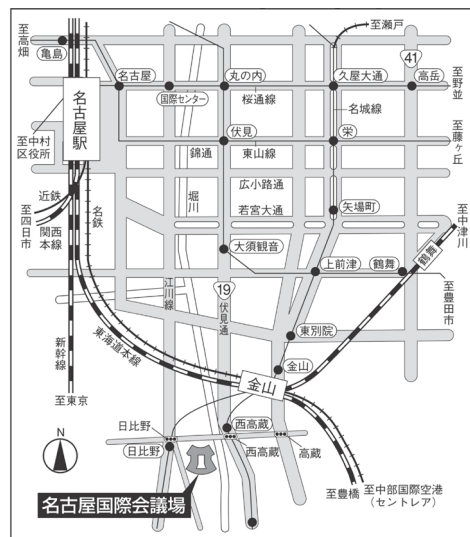 至瀬戸
至高畑
亀島
41
名古屋
国際センター
丸の内
久屋大通
高岳
至野並
桜通線
名城線
名古屋駅
至中村
区役所
伏見
栄
錦通
東山線
至藤ヶ丘
広小路通
堀川
若宮大通
近鉄
至四日市
関西
本線
名鉄
矢場町
至中津川
大須観音
上前津
鶴舞
鶴舞
至豊田市
江川線
19
伏見通
東別院
新幹線
東海道本線
金山
金山
至東京
日比野
日比野
西高蔵
西高蔵
高蔵
N
名古屋国際会議場
至豊橋
至中部国際空港
(セントレア)